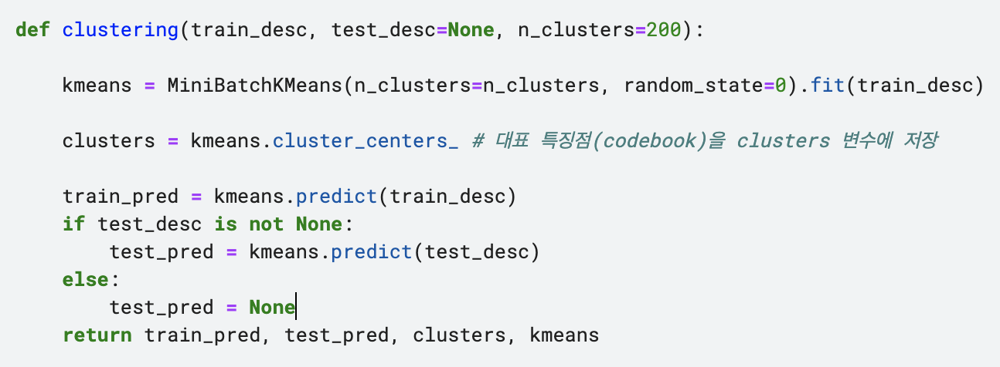 def clustering(train_desc, test_desc=None, n_clusters=200):
kmeans = MiniBatchKMeans(n_clusters=n_clusters, random_state=0).fit(train_desc)
clusters = kmeans.cluster_centers_ # 대표 특징점(codebook)을 clusters 변수에 저장
train_pred = kmeans.predict(train_desc)
if test_desc is not None:
test_pred = kmeans.predict(test_desc)
else:
test_pred = None
return train_pred, test_pred, clusters, kmeans